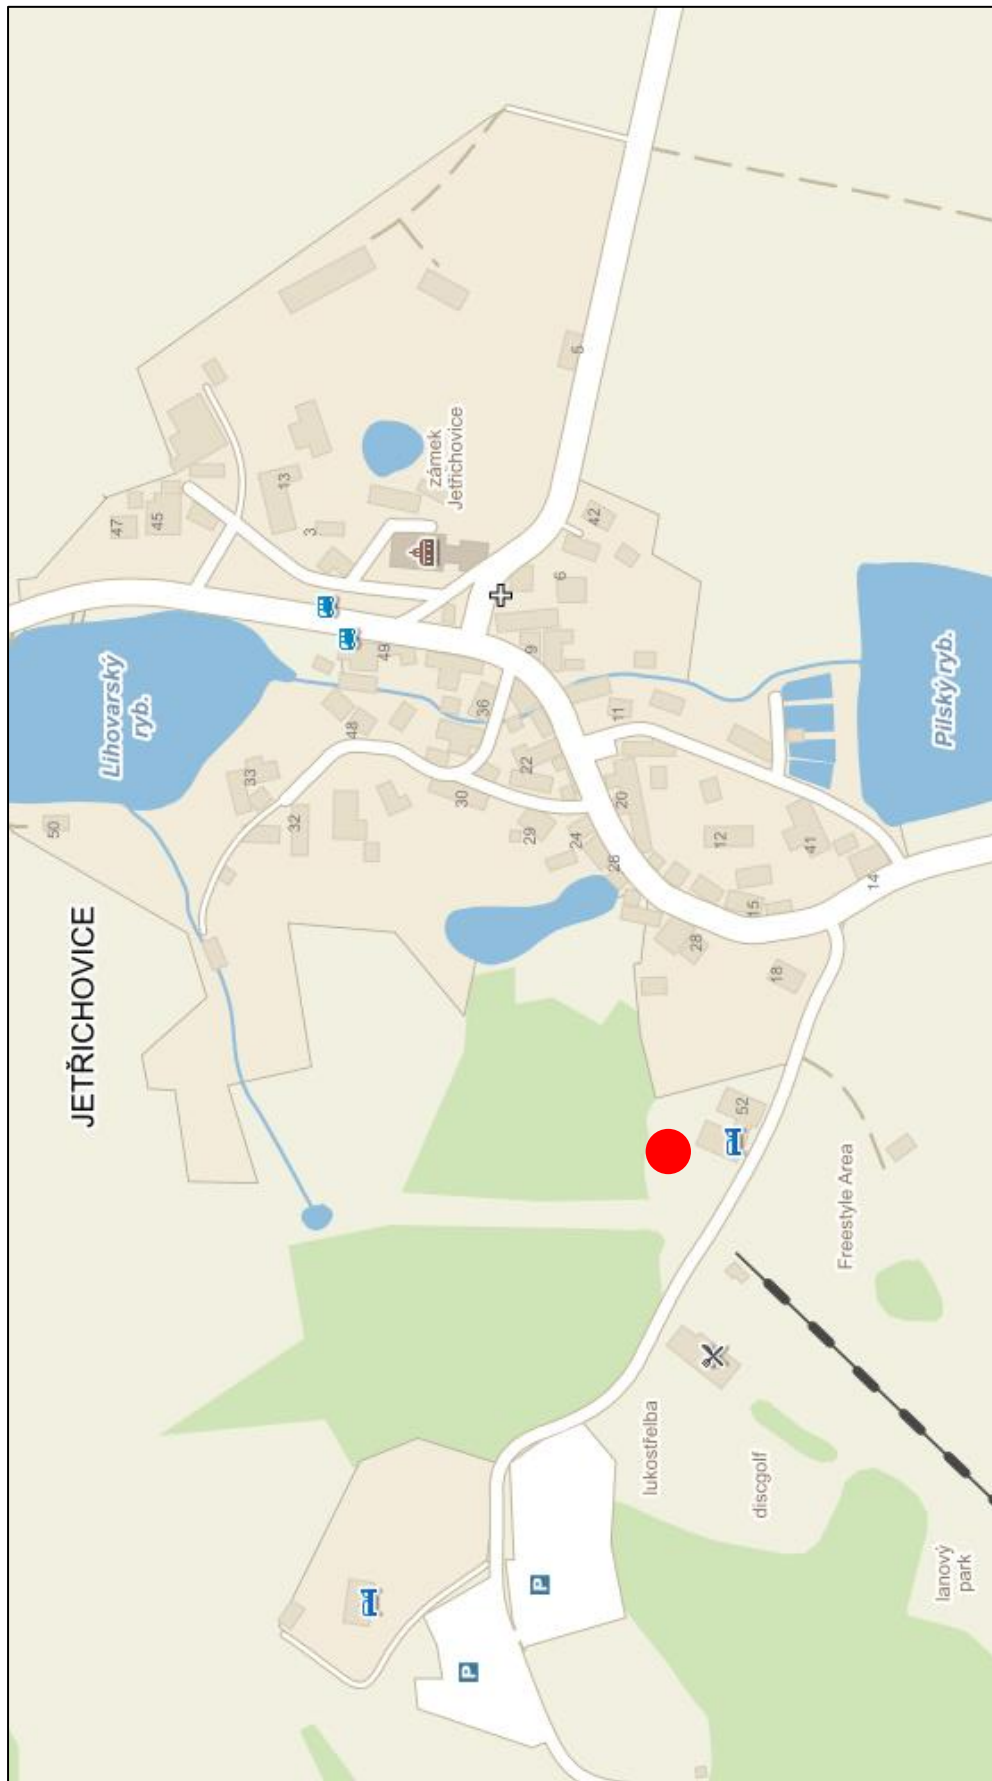 JETŘICHOVICE
Lihovarský
ryb.
zámek
Jetřichovice
Pilský ryb.
Freestyle Area
lukostřelba
discgolf
lanový
park
P
P
47
45
13
3
5
42
6
9
49
48
36
11
33
32
30
22
29
24
26
20
12
41
14
15
28
18
50
52